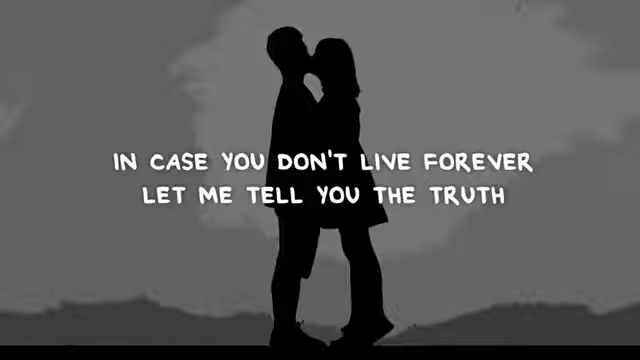 IN CASE YOU DON'T LIVE FOREVER
LET ME TELL YOU THE TRUTH